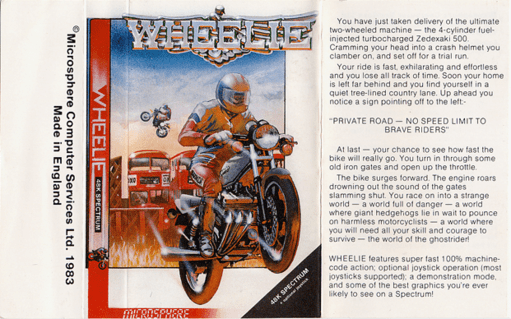 © Microsphere Computer Services Ltd. 1983
Made in England
WHEELIE
48K SPECTRUM
WHEELIE
48K SPECTRUM
MICROSPHERE
You have just taken delivery of the ultimate
two-wheeled machine — the 4-cylinder fuel-
injected turbocharged Zedexaki 500.
Cramming your head into a crash helmet you
clamber on, and set off for a trial run.
Your ride is fast, exhilarating and effortless
and you lose all track of time. Soon your home
is left far behind and you find yourself in a
quiet tree-lined country lane. Up ahead you
notice a sign pointing off to the left:-
"PRIVATE ROAD — NO SPEED LIMIT TO
BRAVE RIDERS"
At last — your chance to see how fast the
bike will really go. You turn in through some
old iron gates and open up the throttle.
The bike surges forward. The engine roars
drowning out the sound of the gates
slamming shut. You race on into a strange
world — a world full of danger — a world
where giant hedgehogs lie in wait to pounce
on harmless motorcyclists — a world where
you will need all your skill and courage to
survive — the world of the ghostrider!
WHEELIE features super fast 100% machine-
code action; optional joystick operation (most
joysticks supported); a demonstration mode,
and some of the best graphics you're ever
likely to see on a Spectrum!